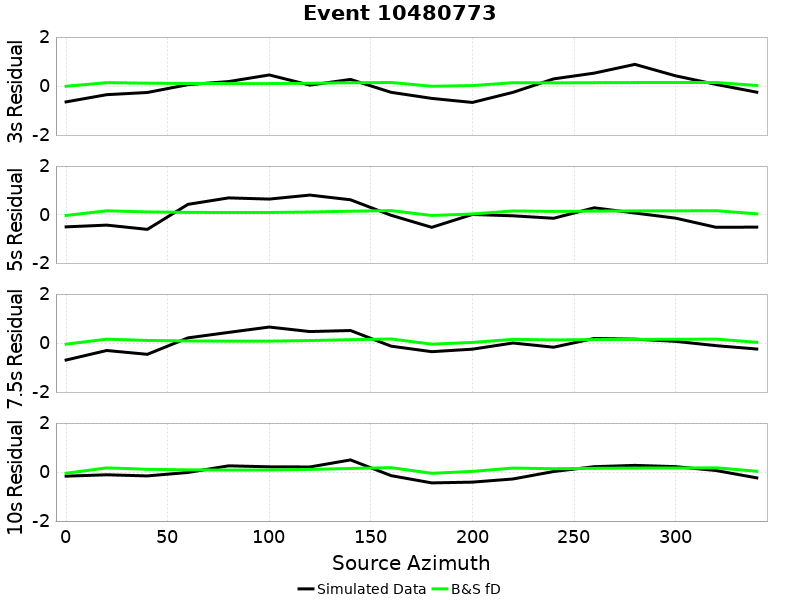 Event 10480773
3s Residual
2
0
-2
5s Residual
2
0
-2
7.5s Residual
2
0
-2
10s Residual
2
0
-2
0 50 100 150 200 250 300
Source Azimuth
Simulated Data B&S fD